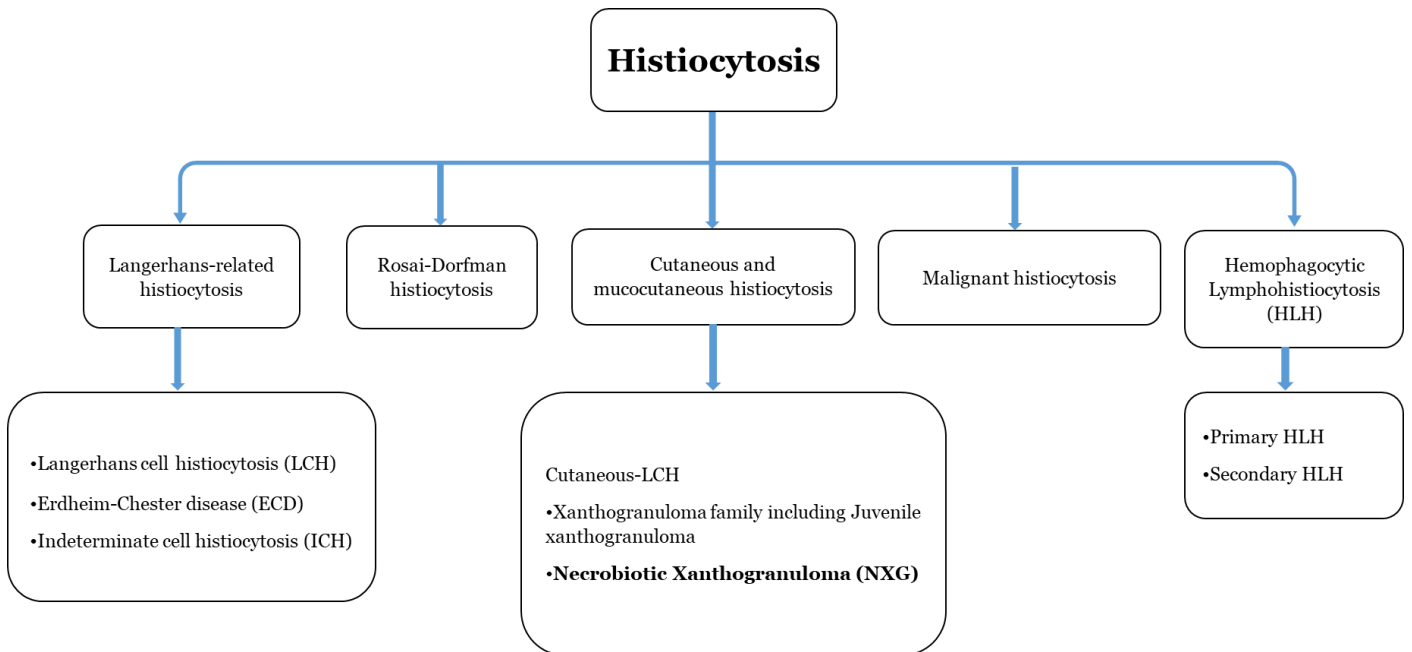 Histiocytosis
Langerhans-related
histiocytosis
Rosai-Dorfman
histiocytosis
Cutaneous and
mucocutaneous histiocytosis
Malignant histiocytosis
Hemophagocytic
Lymphohistiocytosis
(HLH)
•Langerhans cell histiocytosis (LCH)
•Erdheim-Chester disease (ECD)
•Indeterminate cell histiocytosis (ICH)
Cutaneous-LCH
•Xanthogranuloma family including Juvenile
xanthogranuloma
•Necrobiotic Xanthogranuloma (NXG)
•Primary HLH
•Secondary HLH